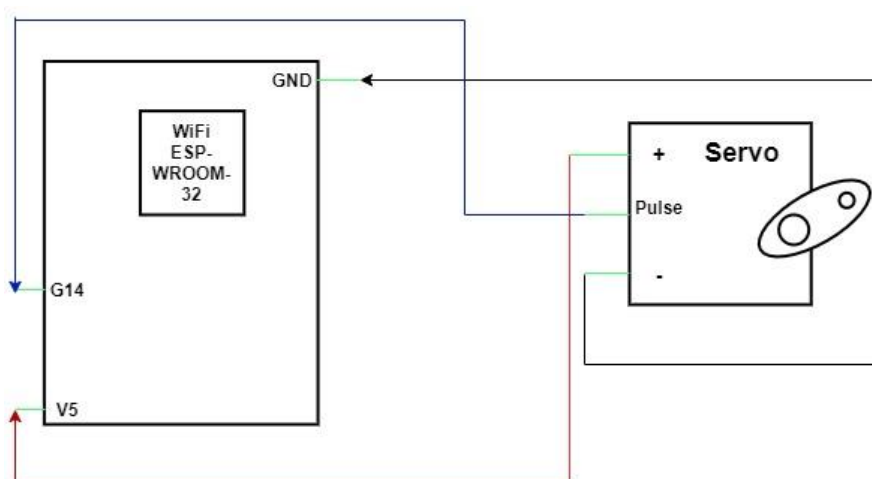 GND
WiFi
ESP-
WROOM-
32
G14
V5
+ Servo
Pulse
-